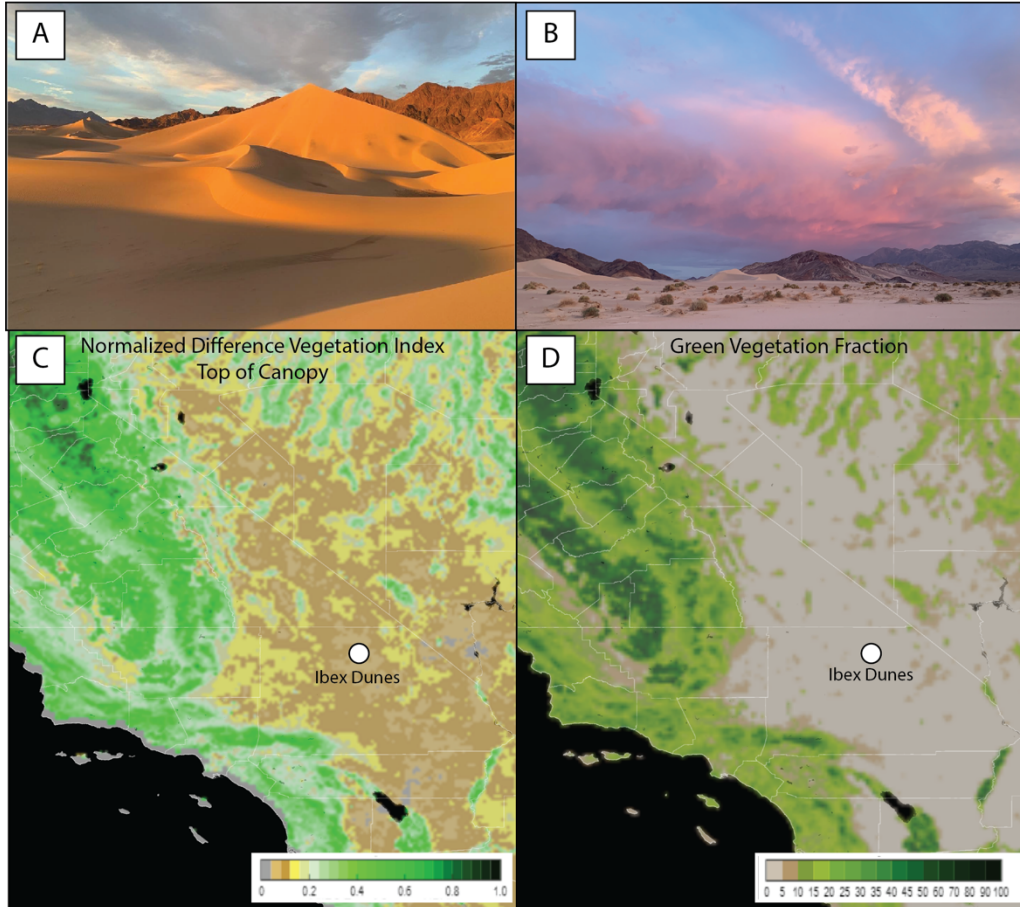 A
B
C
Normalized Difference Vegetation Index
Top of Canopy
Ibex Dunes
0 0.2 0.4 0.6 0.8 1.0
D
Green Vegetation Fraction
Ibex Dunes
0 5 10 15 20 25 30 35 40 45 50 60 70 80 90 100